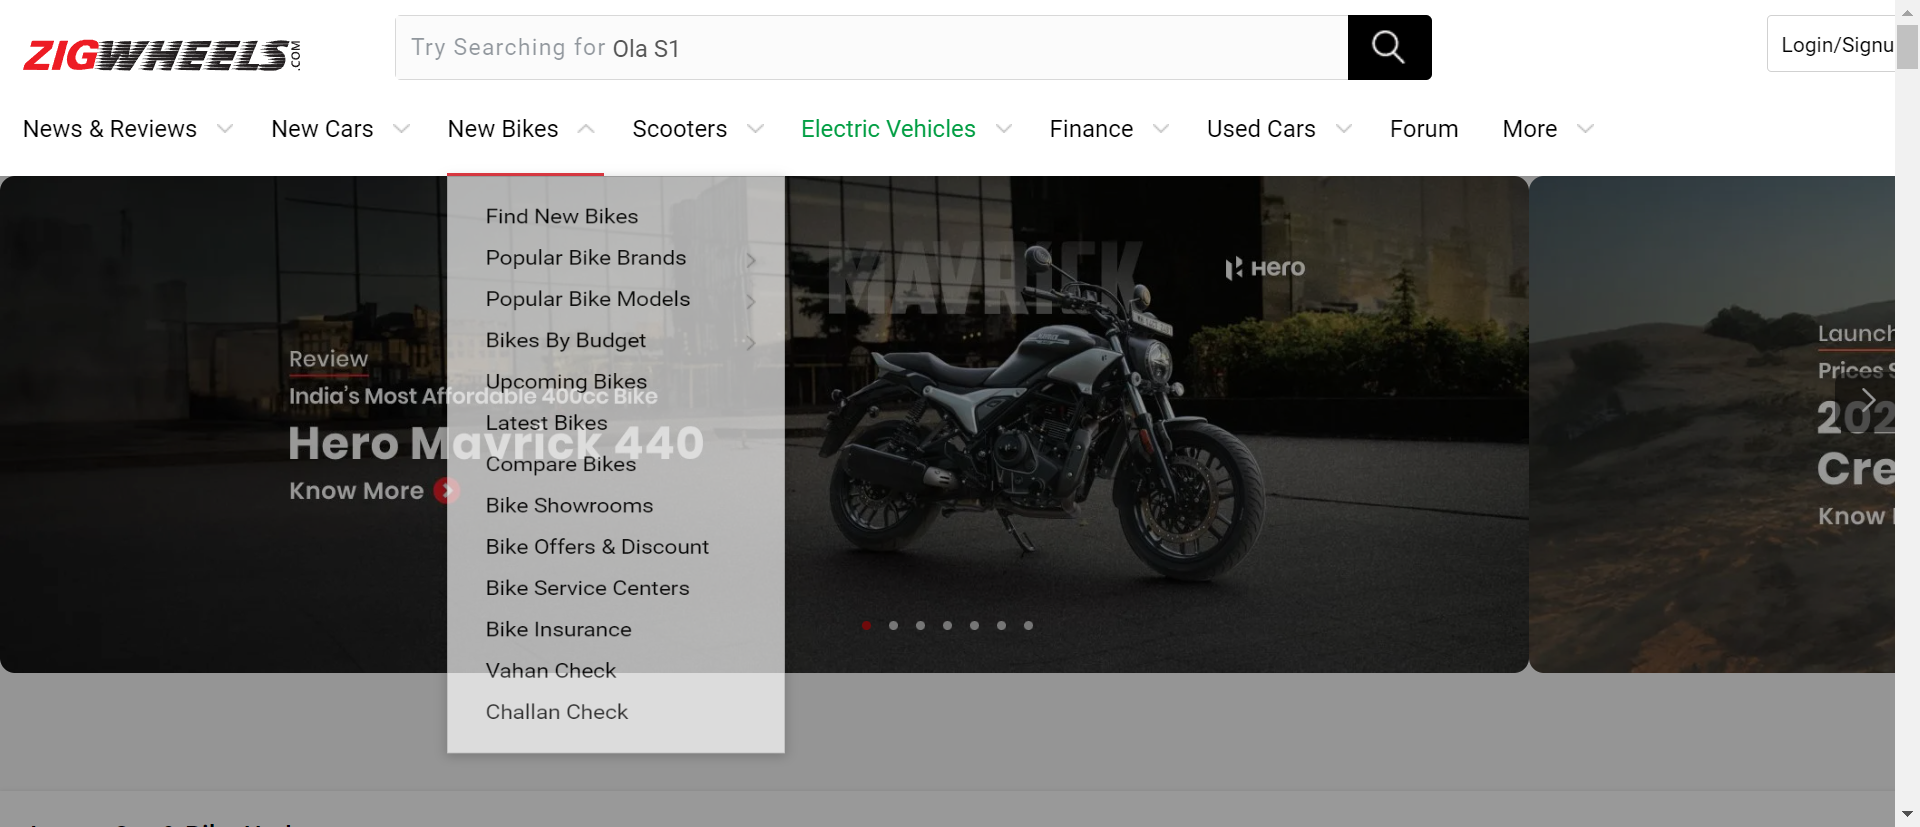 ZIGWHEELS.COM
Try Searching for Ola S1
Login/Signu
News & Reviews
New Cars
New Bikes
Scooters
Electric Vehicles
Finance
Used Cars
Forum
More
Find New Bikes
Popular Bike Brands
Popular Bike Models
Bikes By Budget
Upcoming Bikes
Latest Bikes
Compare Bikes
Bike Showrooms
Bike Offers & Discount
Bike Service Centers
Bike Insurance
Vahan Check
Challan Check
Review
India's Most Affordable 400cc Bike
Hero Mavrick 440
Know More
MAVRICK
Hero
Launch
Prices S
202
Cre
Know